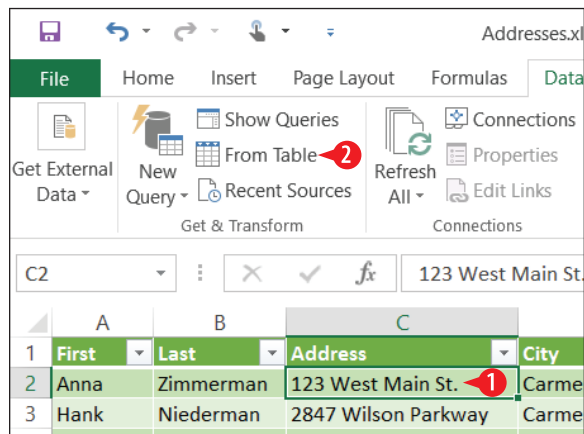 Addresses.xl
File Home Insert Page Layout Formulas Data
Show Queries
Connections
From Table 2
Properties
Get External
Data
New
Query
Recent Sources
Refresh
All
Edit Links
Get & Transform
Connections
C2 fx 123 West Main St.
A B C
1 First Last Address City
2 Anna Zimmerman 123 West Main St. 1 Carme
3 Hank Niederman 2847 Wilson Parkway Carme